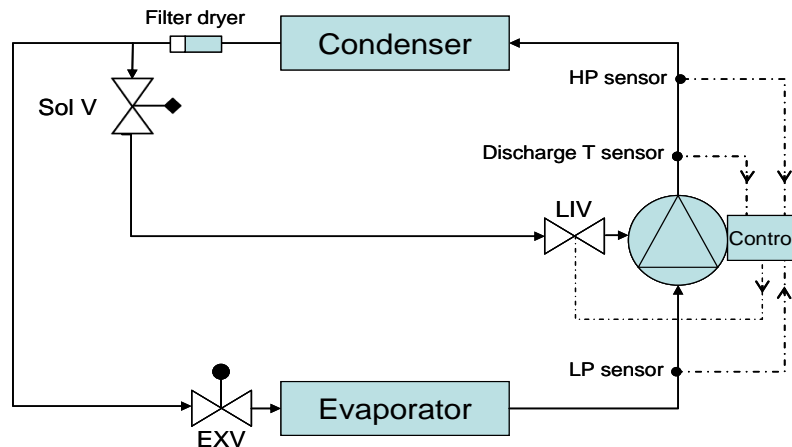 Filter dryer
Condenser
HP sensor
Sol V
Discharge T sensor
LIV
Contro
LP sensor
Evaporator
EXV